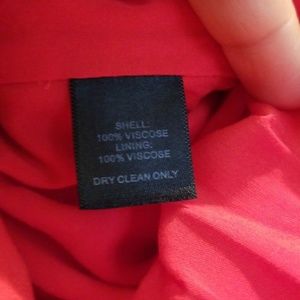 SHELL:
100% VISCOSE
LINING:
100% VISCOSE
DRY CLEAN ONLY